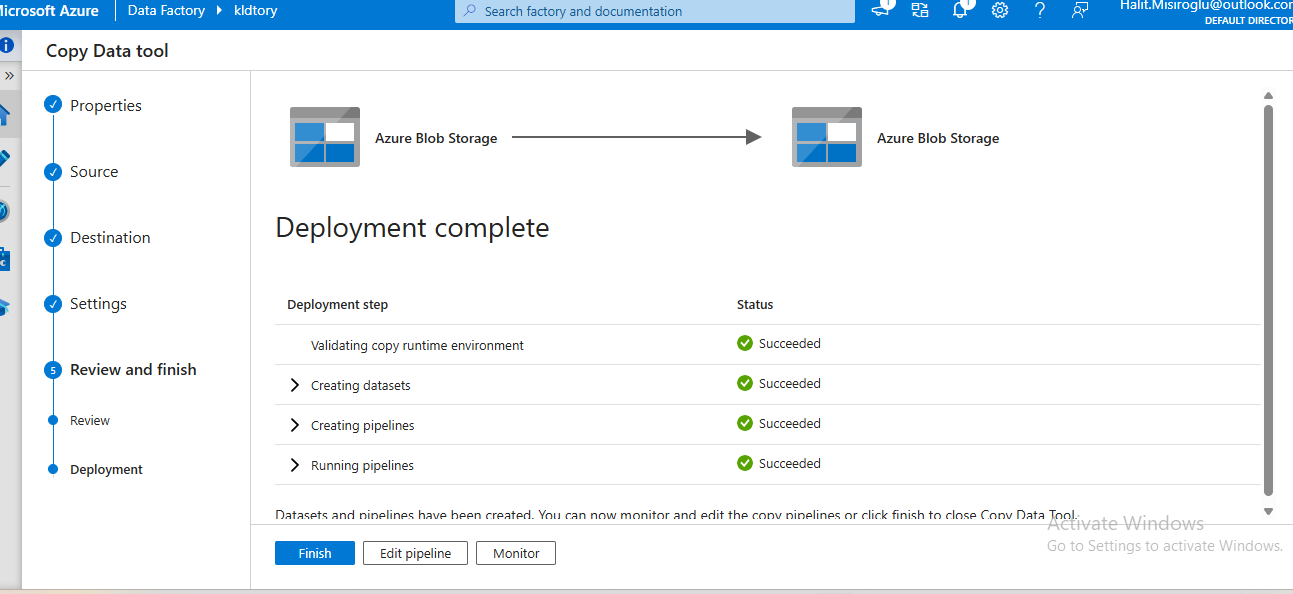 Microsoft Azure
Data Factory
kldtory
Search factory and documentation
1
1
Halit.Misiroglu@outlook.com
DEFAULT DIRECTOR
Copy Data tool
Properties
Source
Destination
Settings
5 Review and finish
Review
Deployment
Azure Blob Storage
Azure Blob Storage
Deployment complete
Deployment step Status
Validating copy runtime environment Succeeded
Creating datasets Succeeded
Creating pipelines Succeeded
Running pipelines Succeeded
Datasets and pipelines have been created. You can now monitor and edit the copy pipelines or click finish to close Copy Data Tool.
Finish
Edit pipeline
Monitor
Activate Windows
Go to Settings to activate Windows.